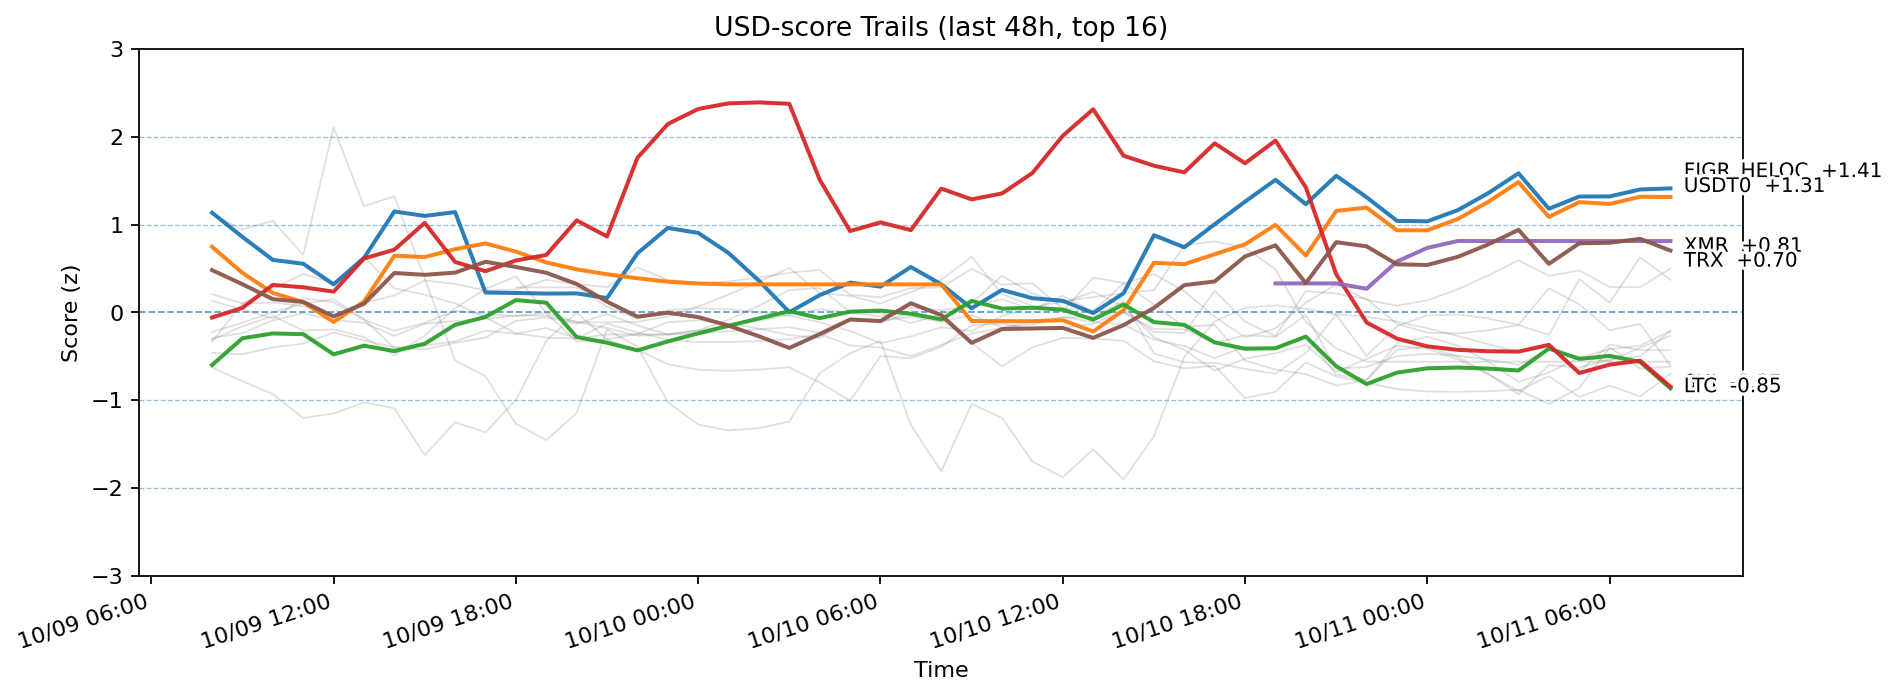 USD-score Trails (last 48h, top 16)
Score (z)
3
2
1
0
−1
−2
−3
FIGR_HELOC +1.41
USDT0 +1.31
XMR +0.81
TRX +0.70
LTC -0.85
10/09 06:00
10/09 12:00
10/09 18:00
10/10 00:00
10/10 06:00
10/10 12:00
10/10 18:00
10/11 00:00
10/11 06:00
Time